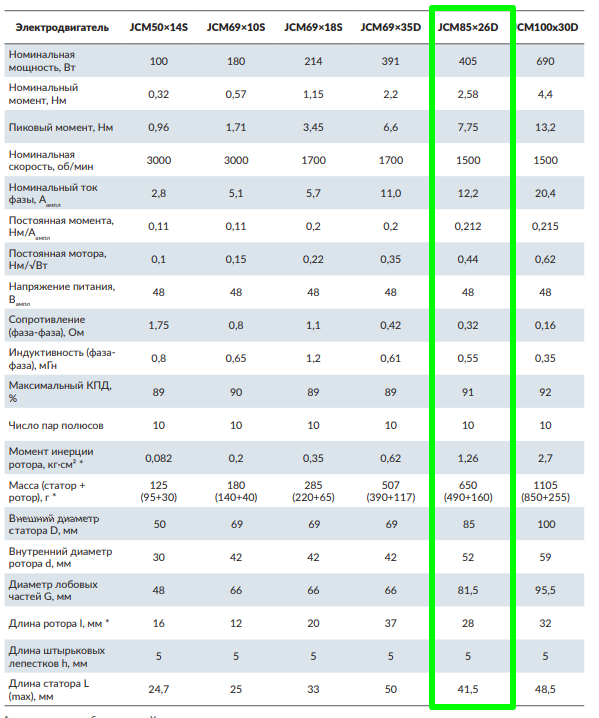 Электродвигатель JCM50×14S JCM69×10S JCM69×18S JCM69×35D JCM85×26D CM100x30D
Номинальная
мощность, Вт 100 180 214 391 405 690
Номинальный
момент, Нм 0,32 0,57 1,15 2,2 2,58 4,4
Пиковый момент, Нм 0,96 1,71 3,45 6,6 7,75 13,2
Номинальная
скорость, об/мин 3000 3000 1700 1700 1500 1500
Номинальный ток
фазы, Аампл 2,8 5,1 5,7 11,0 12,2 20,4
Постоянная момента,
Нм/Аампл 0,11 0,11 0,2 0,2 0,212 0,215
Постоянная мотора,
Нм/√Вт 0,1 0,15 0,22 0,35 0,44 0,62
Напряжение питания,
Вампл 48 48 48 48 48 48
Сопротивление
(фаза-фаза), Ом 1,75 0,8 1,1 0,42 0,32 0,16
Индуктивность (фаза-
фаза), мГн 0,8 0,65 1,2 0,61 0,55 0,35
Максимальный КПД,
% 89 90 89 89 91 92
Число пар полюсов 10 10 10 10 10 10
Момент инерции
ротора, кг·см² * 0,082 0,2 0,35 0,62 1,26 2,7
Масса (статор + 125 180 285 507 650 1105
ротор), г * (95+30) (140+40) (220+65) (390+117) (490+160) (850+255)
Внешний диаметр
статора D, мм 50 69 69 69 85 100
Внутренний диаметр
ротора d, мм 30 42 42 42 52 59
Диаметр лобовых
частей G, мм 48 66 66 66 81,5 95,5
Длина ротора l, мм * 16 12 20 37 28 32
Длина штырьковых
лепестков h, мм 5 5 5 5 5 5
Длина статора L
(max), мм 24,7 25 33 50 41,5 48,5